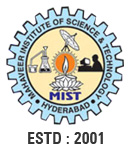 MAHAVEER INSTITUTE OF SCIENCE & TECHNOLOGY
MIST
HYDERABAD
ESTD : 2001